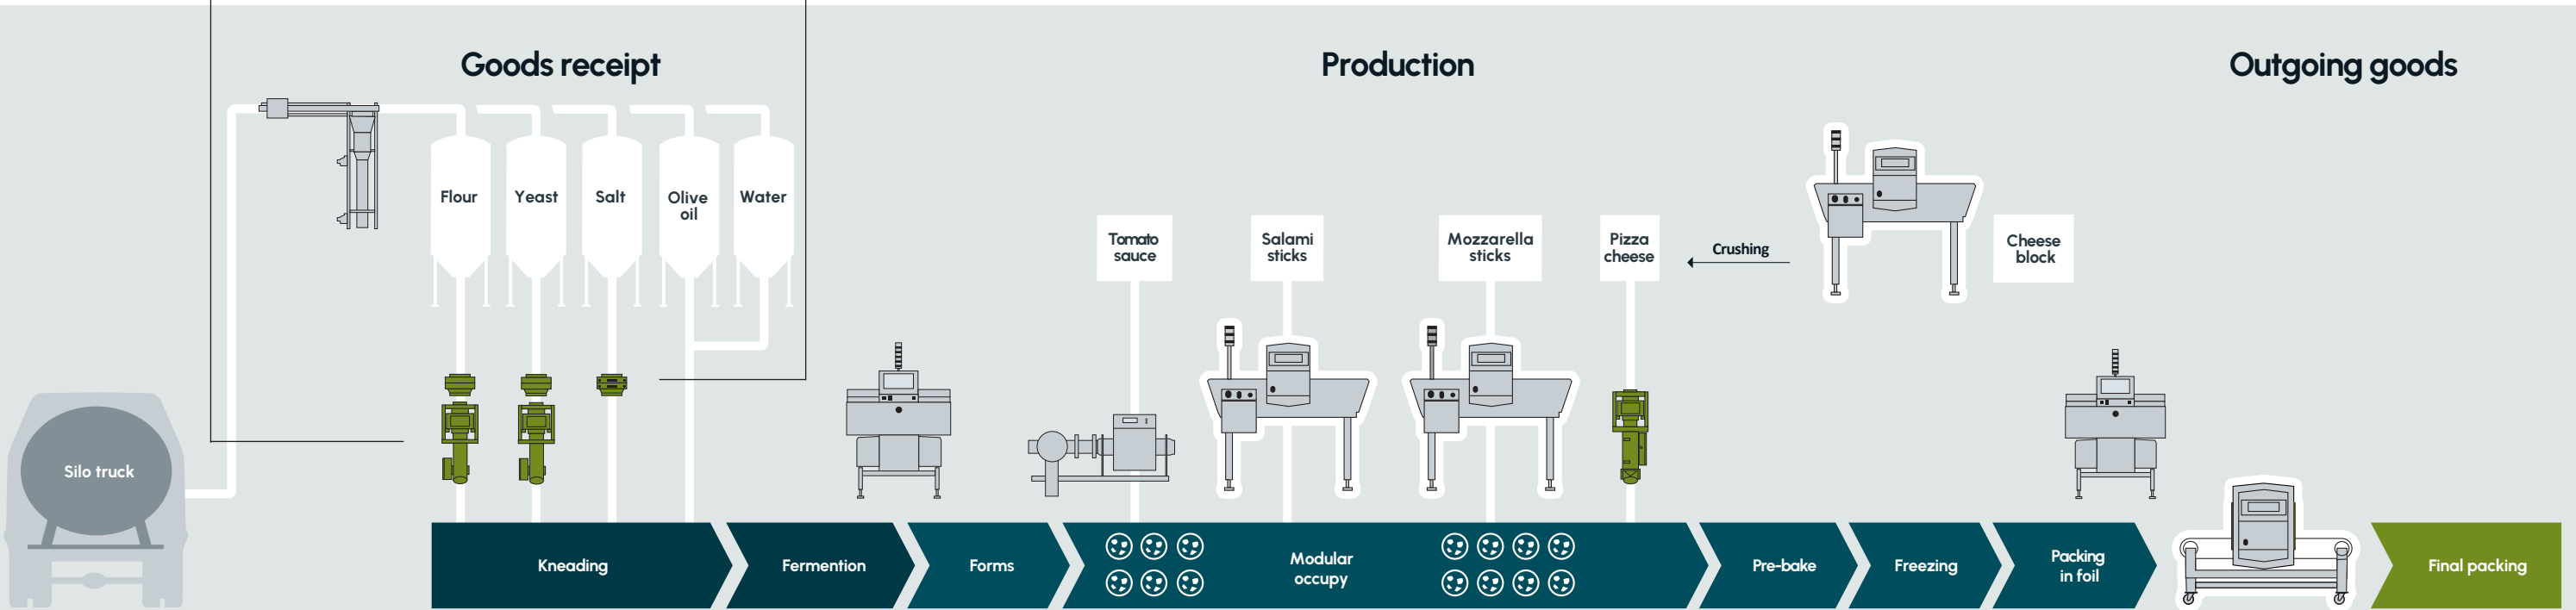 Goods receipt
Production
Outgoing goods
Flour
Yeast
Salt
Olive
oil
Water
Tomato
sauce
Salami
sticks
Mozzarella
sticks
Pizza
cheese
Crushing
Cheese
block
Silo truck
Kneading
Fermention
Forms
Modular
occupy
Pre-bake
Freezing
Packing
in foil
Final packing